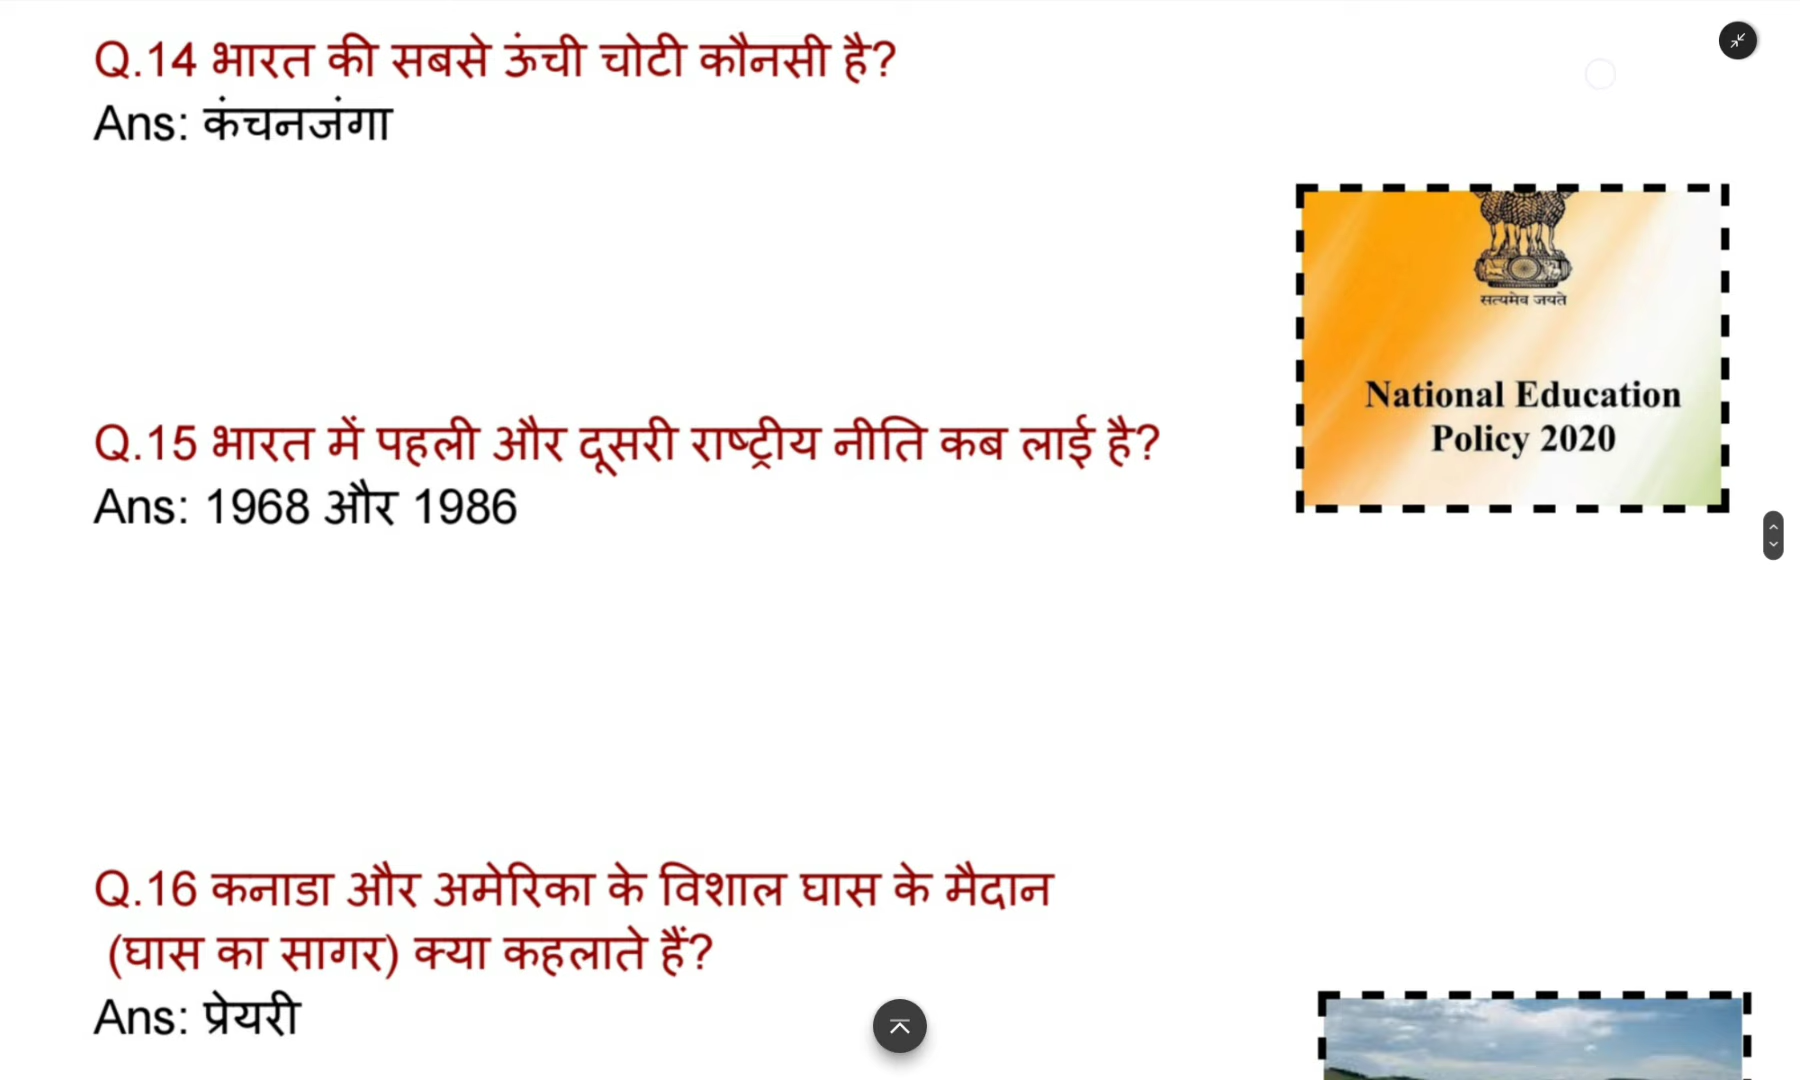 Q.14 भारत की सबसे ऊंची चोटी कौनसी है?
Ans: कंचनजंगा
सत्यमेव जयते
National Education
Policy 2020
Q.15 भारत में पहली और दूसरी राष्ट्रीय नीति कब लाई है?
Ans: 1968 और 1986
Q.16 कनाडा और अमेरिका के विशाल घास के मैदान
(घास का सागर) क्या कहलाते हैं?
Ans: प्रेयरी